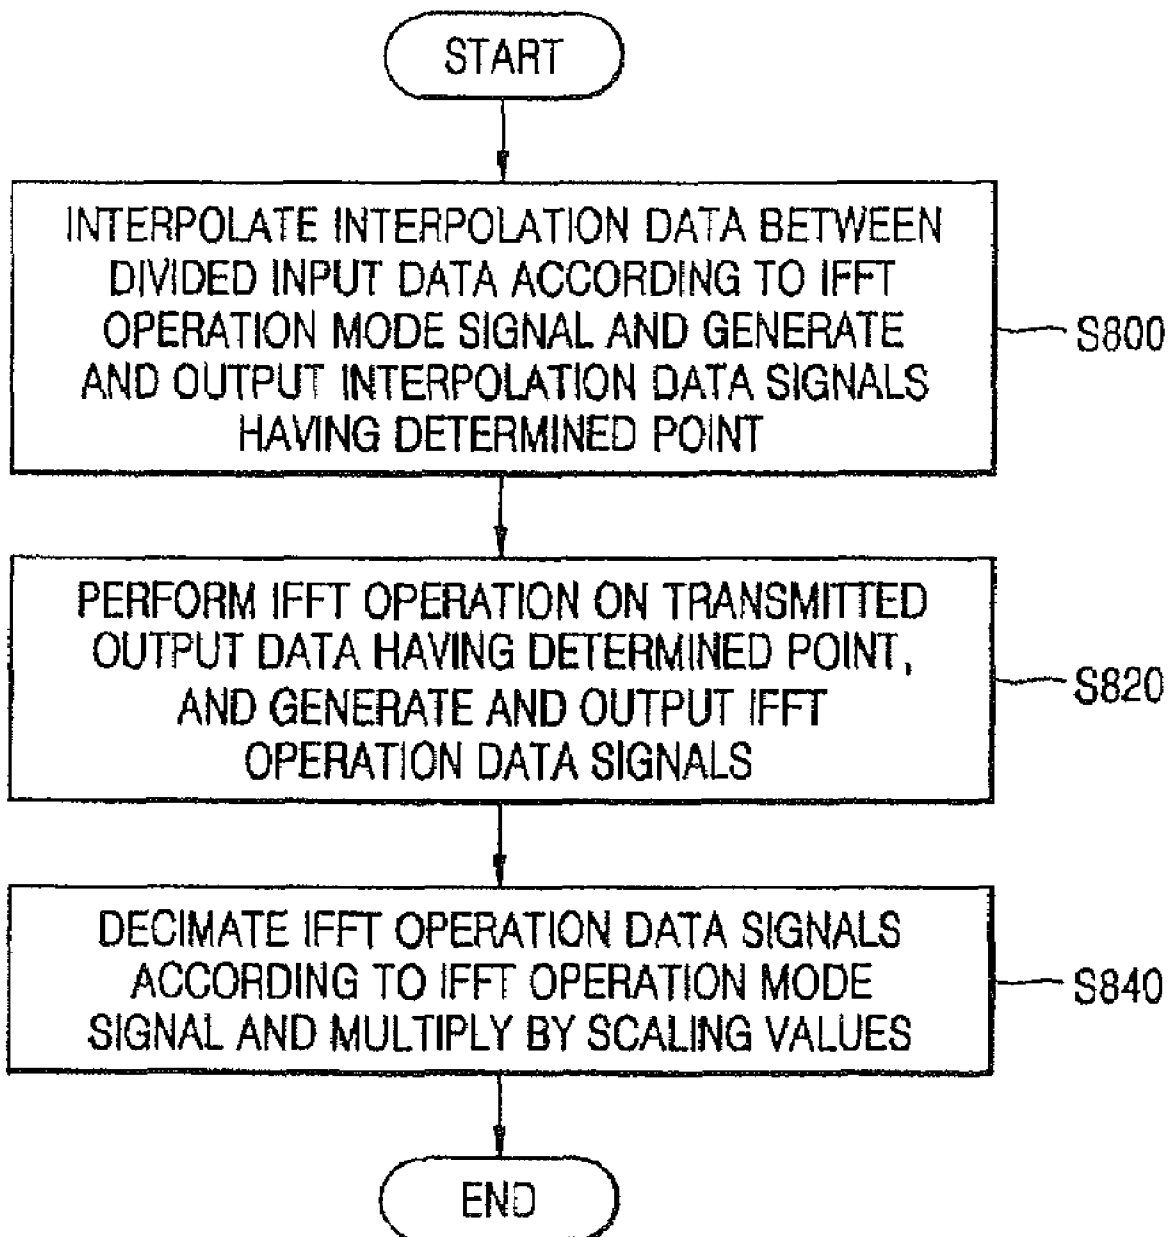 START
INTERPOLATE INTERPOLATION DATA BETWEEN
DIVIDED INPUT DATA ACCORDING TO IFFT
OPERATION MODE SIGNAL AND GENERATE
AND OUTPUT INTERPOLATION DATA SIGNALS
HAVING DETERMINED POINT
S800
PERFORM IFFT OPERATION ON TRANSMITTED
OUTPUT DATA HAVING DETERMINED POINT,
AND GENERATE AND OUTPUT IFFT
OPERATION DATA SIGNALS
S820
DECIMATE IFFT OPERATION DATA SIGNALS
ACCORDING TO IFFT OPERATION MODE
SIGNAL AND MULTIPLY BY SCALING VALUES
S840
END